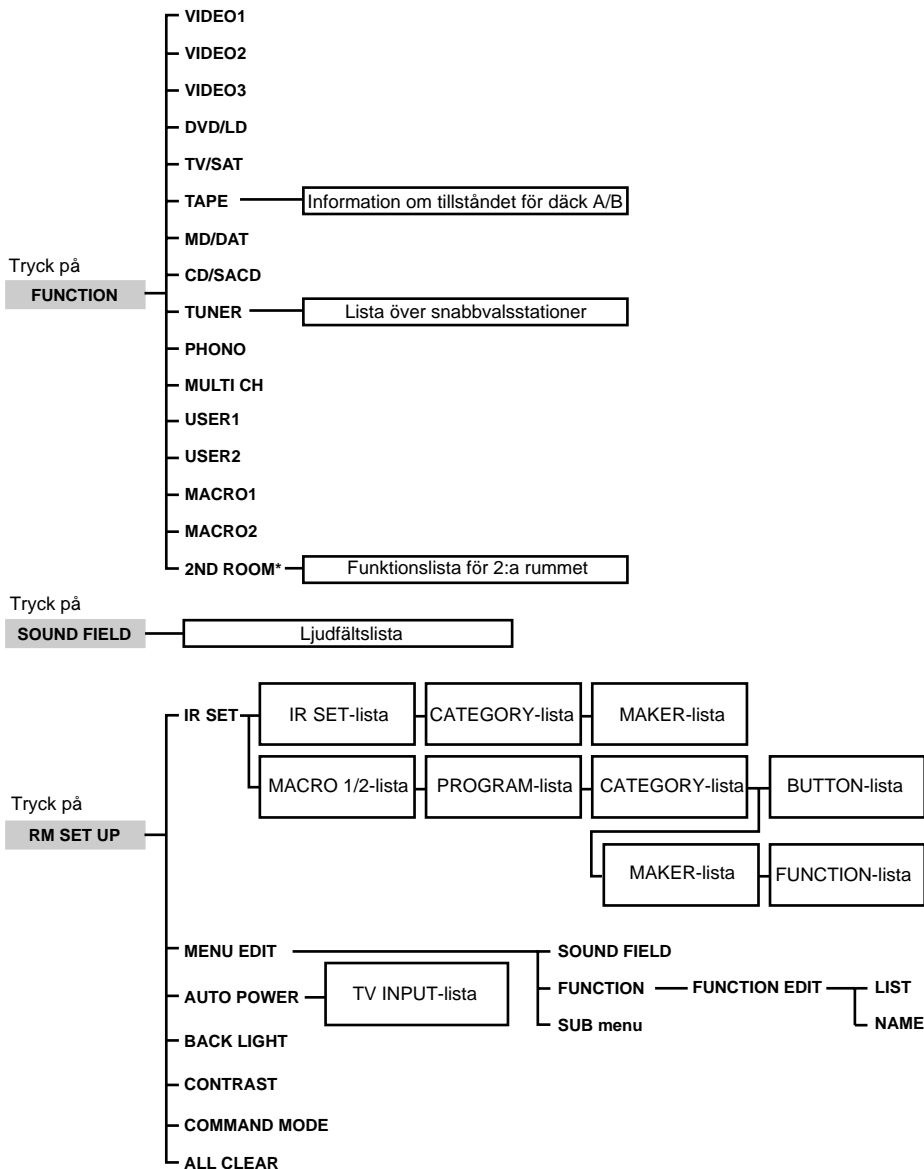 VIDEO1
VIDEO2
VIDEO3
DVD/LD
TV/SAT
TAPE
Information om tillståndet för däck A/B
MD/DAT
Tryck på
CD/SACD
FUNCTION
TUNER
Lista över snabbvalsstationer
PHONO
MULTI CH
USER1
USER2
MACRO1
MACRO2
2ND ROOM*
Funktionslista för 2:a rummet
Tryck på
SOUND FIELD
Ljudfältslista
IR SET
IR SET-lista
CATEGORY-lista
MAKER-lista
MACRO 1/2-lista
PROGRAM-lista
CATEGORY-lista
BUTTON-lista
Tryck på
RM SET UP
MAKER-lista
FUNCTION-lista
MENU EDIT
SOUND FIELD
FUNCTION
FUNCTION EDIT
LIST
NAME
SUB menu
AUTO POWER
TV INPUT-lista
BACK LIGHT
CONTRAST
COMMAND MODE
ALL CLEAR